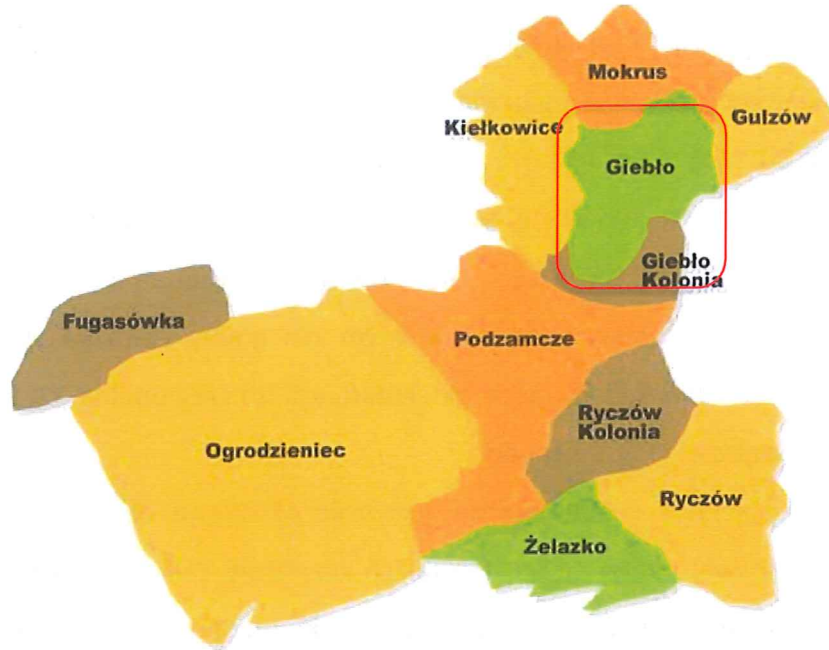 Mokrus
Gulzów
Kiełkowice
Giebło
Giebło
Kolonia
Fugasówka
Podzamcze
Ryczów
Kolonia
Ogrodzieniec
Ryczów
Żelazko